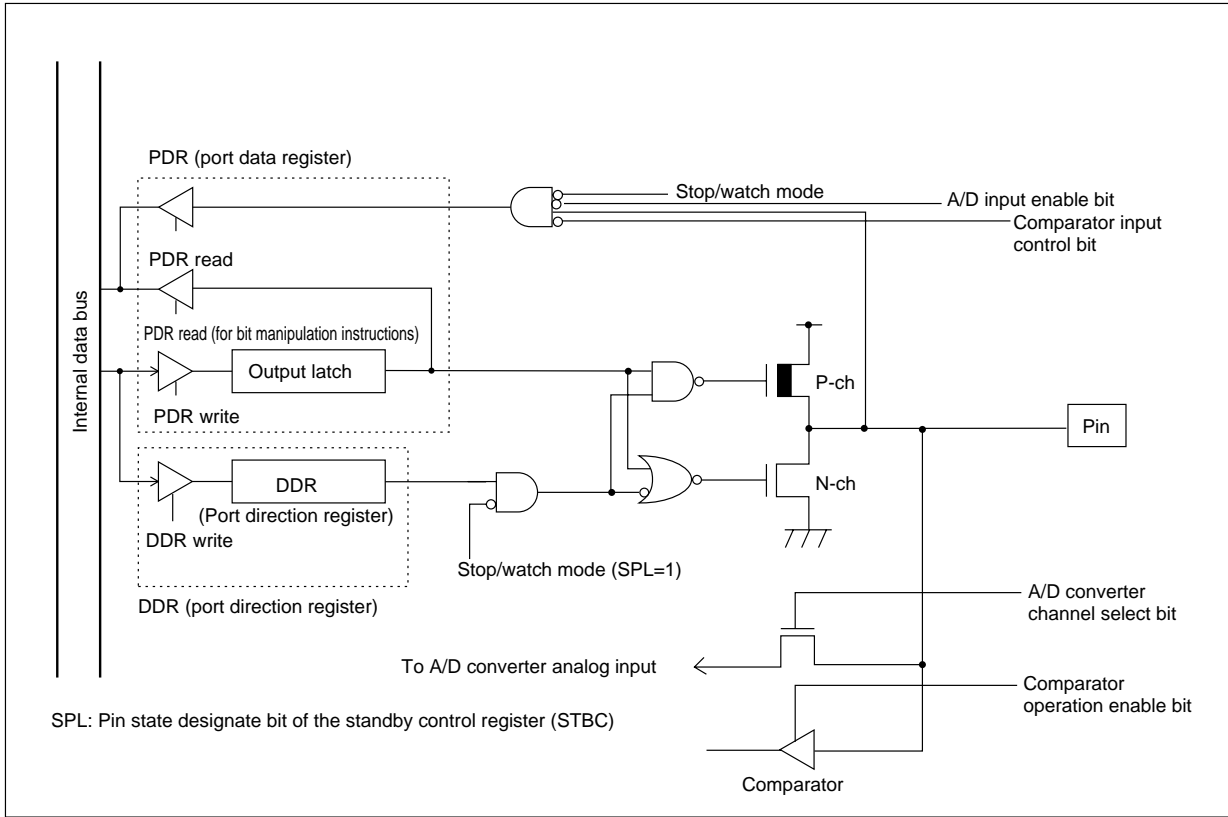 PDR (port data register)
Stop/watch mode
A/D input enable bit
Comparator input
control bit
PDR read
PDR read (for bit manipulation instructions)
Internal data bus
Output latch
P-ch
PDR write
Pin
DDR
N-ch
(Port direction register)
DDR write
Stop/watch mode (SPL=1)
DDR (port direction register)
A/D converter
channel select bit
To A/D converter analog input
Comparator
operation enable bit
SPL: Pin state designate bit of the standby control register (STBC)
Comparator